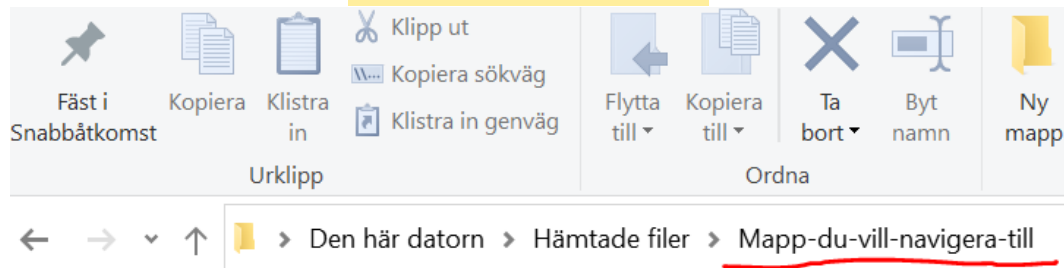 Klipp ut
Kopiera sökväg
Klistra in genväg
Fäst i
Snabbåtkomst
Kopiera
Klistra
in
Flytta
till
Kopiera
till
Ta
bort
Byt
namn
Ny
mapp
Urklipp
Ordna
Den här datorn > Hämtade filer > Mapp-du-vill-navigera-till